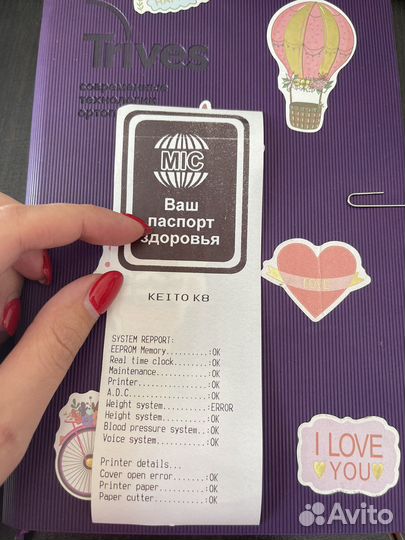 Trives
современные
технологии
MIC
Ваш
паспорт
здоровья
KEITO K8
SYSTEM REPPORT:
EEPROM Memory.........:OK
Real time clock.......:OK
Maintenance...........:OK
Printer...............:OK
A.D.C.................:OK
Weight system.........:ERROR
Height system.........:OK
Blood pressure system..:OK
Voice system..........:OK
Printer details...
Cover open error......:OK
Printer paper.........:OK
Paper cutter..........:OK
I LOVE
YOU
Avito